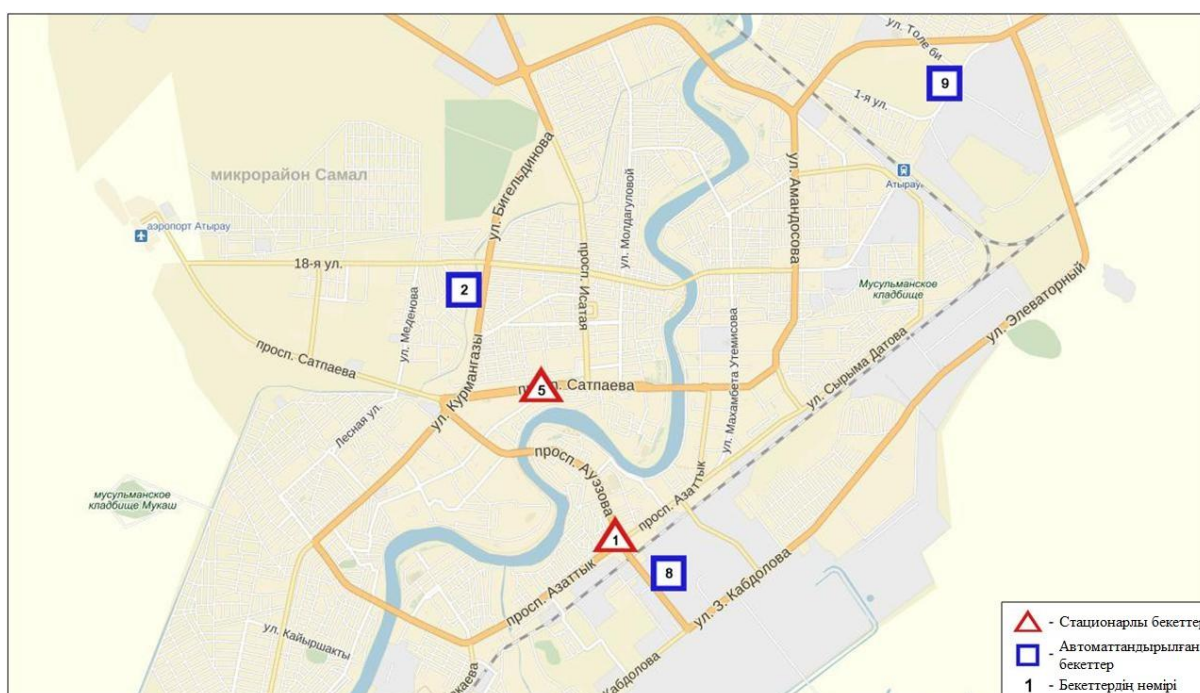 ул. Толе би
9
1-я ул.
Атырау
ул. Бигельдинова
ул. Молдагуловой
ул. Амандосова
микрорайон Самал
аэропорт Атырау
18-я ул.
2
просп. Исатая
Мусульманское
кладбище
ул. Элеваторный
ул. Меденова
просп. Сатпаева
ул. Курмангазы
5
Сатпаева
ул. Махамбета Утемисова
ул. Сырыма Датова
Лесная ул.
просп. Ауэзова
просп. Азаттык
мусульманское
кладбище Мукаш
1
8
просп. Азаттык
ул. З. Кабдолова
ул. Кайыршакты
Кабдолова
- Стационарлы бекеттер
- Автоматтандырылған
бекеттер
1 - Бекеттердің нөмірі